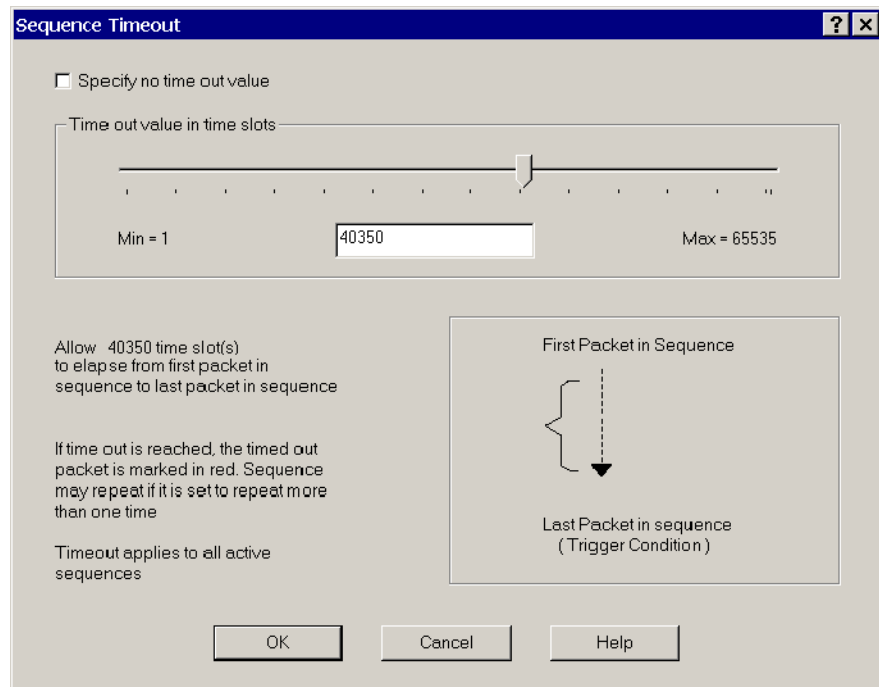 Sequence Timeout
Specify no time out value
Time out value in time slots
Min = 1
40350
Max = 65535
Allow 40350 time slot(s)
to elapse from first packet in
sequence to last packet in sequence
If time out is reached, the timed out
packet is marked in red. Sequence
may repeat if it is set to repeat more
than one time
Timeout applies to all active
sequences
First Packet in Sequence
Last Packet in sequence
( Trigger Condition )
OK
Cancel
Help